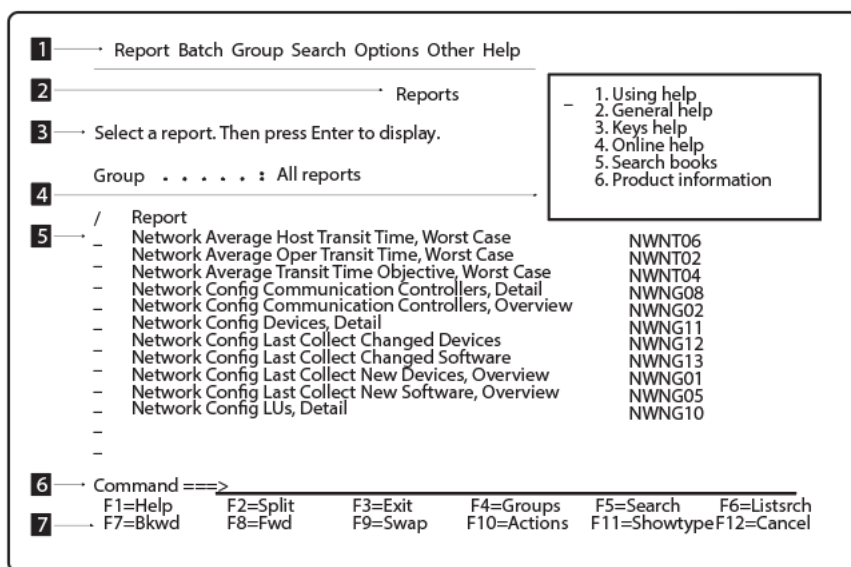 1 Report Batch Group Search Options Other Help
2 Reports
3 Select a report. Then press Enter to display.
_ 1. Using help
2. General help
3. Keys help
4. Online help
5. Search books
6. Product information
Group . . . . . : All reports
4
/ Report
5 _ Network Average Host Transit Time, Worst Case NWNT06
_ Network Average Oper Transit Time, Worst Case NWNT02
_ Network Average Transit Time Objective, Worst Case NWNT04
_ Network Config Communication Controllers, Detail NWNG08
_ Network Config Communication Controllers, Overview NWNG02
_ Network Config Devices, Detail NWNG11
_ Network Config Last Collect Changed Devices NWNG12
_ Network Config Last Collect Changed Software NWNG13
_ Network Config Last Collect New Devices, Overview NWNG01
_ Network Config Last Collect New Software, Overview NWNG05
_ Network Config LUs, Detail NWNG10
_
_
6 Command ===>
F1=Help F2=Split F3=Exit F4=Groups F5=Search F6=Listsrch
7 F7=Bkwd F8=Fwd F9=Swap F10=Actions F11=Showtype F12=Cancel